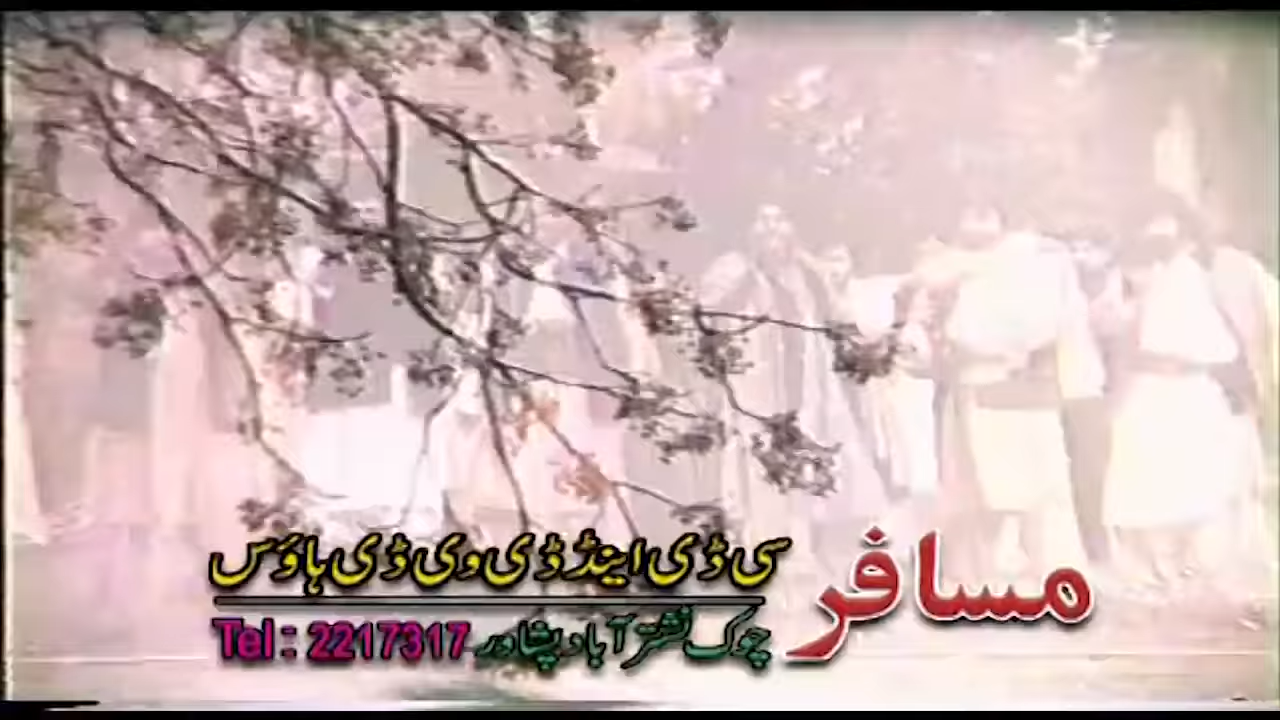 مسافر
سی ڈی اینڈ ڈی وی ڈی ہاؤس
چوک نشتر آباد پشاور Tel : 2217317